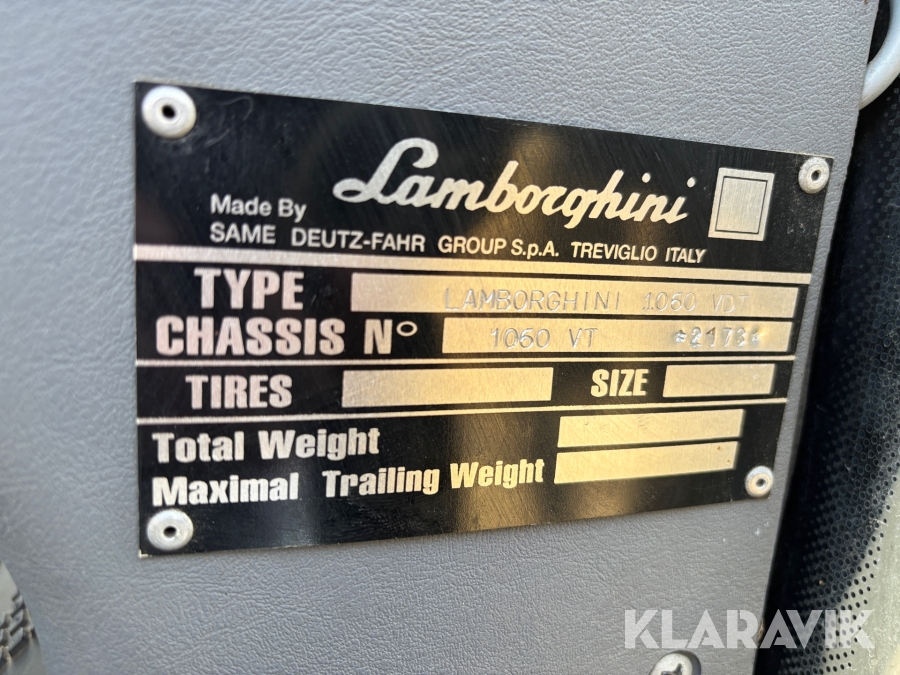 Lamborghini
Made By
SAME DEUTZ-FAHR GROUP S.p.A. TREVIGLIO ITALY
TYPE LAMBORGHINI 1060 VDT
CHASSIS Nº 1060 VT
TIRES SIZE
Total Weight
Maximal Trailing Weight
KLARAVIK